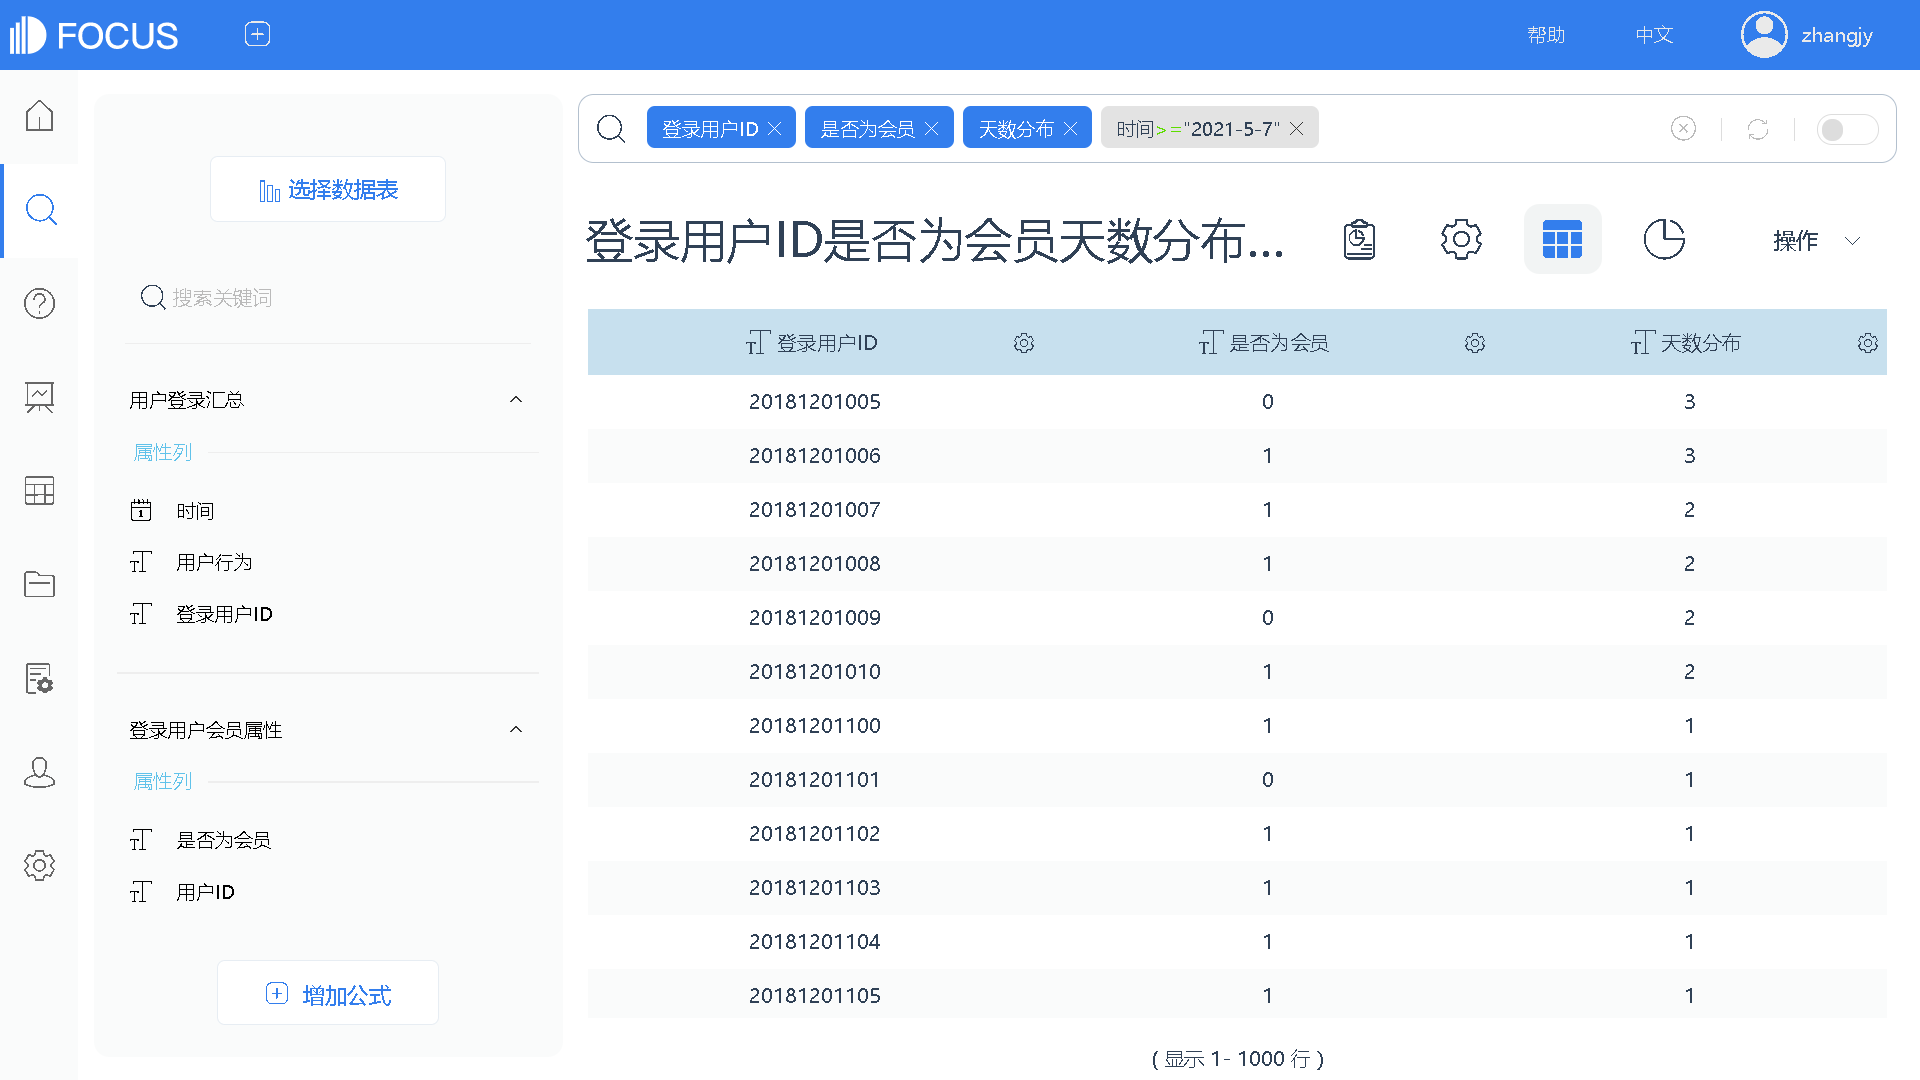 FOCUS
帮助
中文
zhangjy
选择数据表
搜索关键词
用户登录汇总
属性列
时间
用户行为
登录用户ID
登录用户会员属性
属性列
是否为会员
用户ID
增加公式
登录用户ID 是否为会员 天数分布 时间>="2021-5-7"
登录用户ID是否为会员天数分布...
操作
登录用户ID 是否为会员 天数分布
20181201005 0 3
20181201006 1 3
20181201007 1 2
20181201008 1 2
20181201009 0 2
20181201010 1 2
20181201100 1 1
20181201101 0 1
20181201102 1 1
20181201103 1 1
20181201104 1 1
20181201105 1 1
( 显示 1- 1000 行 )